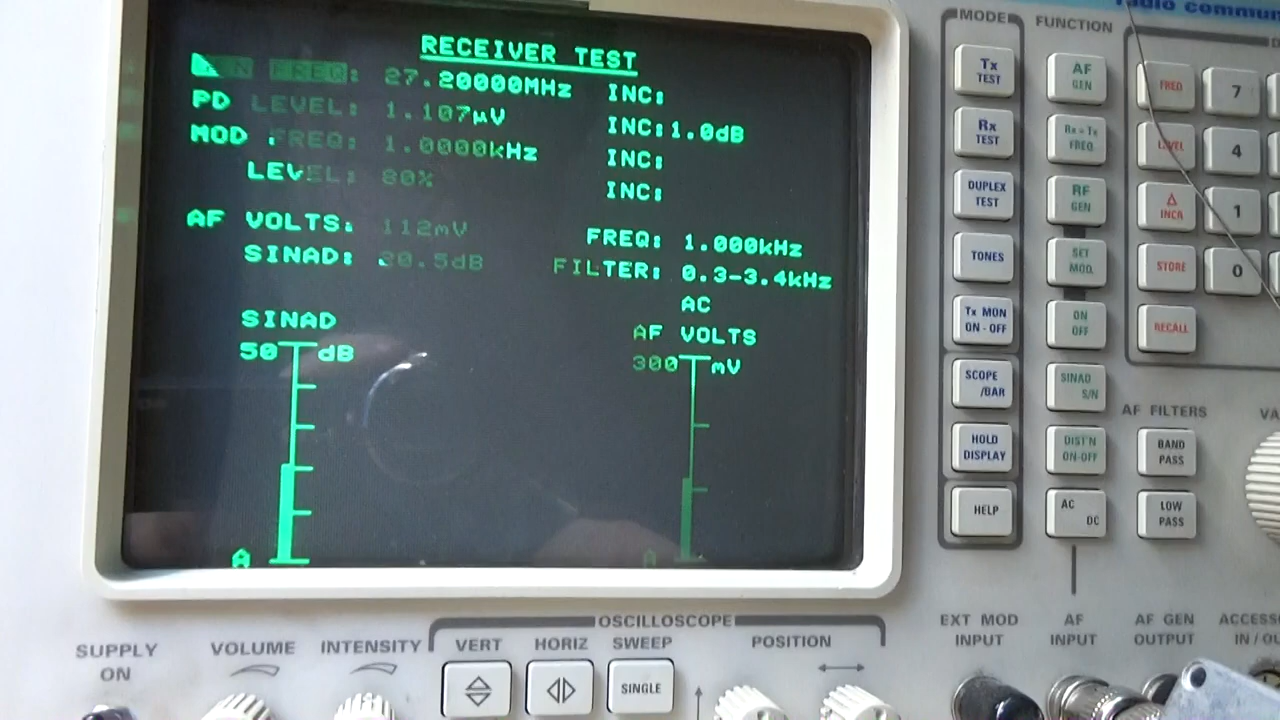 radio commun
RECEIVER TEST
GEN FREQ: 27.20000MHz INC:
PD LEVEL: 1.107µV INC:1.0dB
MOD FREQ: 1.0000kHz INC:
LEVEL: 80% INC:
AF VOLTS: 112mV FREQ: 1.000kHz
SINAD: 20.5dB FILTER: 0.3-3.4kHz
AC
SINAD AF VOLTS
50 dB 300 mV
A A
MODE FUNCTION
Tx TEST AF GEN FREQ 7
Rx TEST Rx=Tx FREQ LEVEL 4
DUPLEX TEST RF GEN Δ INCR 1
TONES SET MOD. STORE 0
Tx MON ON - OFF ON OFF RECALL
SCOPE /BAR SINAD S/N
AF FILTERS VA
HOLD DISPLAY DIST'N ON-OFF BAND PASS
HELP AC DC LOW PASS
OSCILLOSCOPE
SUPPLY ON VOLUME INTENSITY VERT HORIZ SWEEP POSITION
SINGLE
EXT MOD INPUT AF INPUT AF GEN OUTPUT ACCESS IN / OU